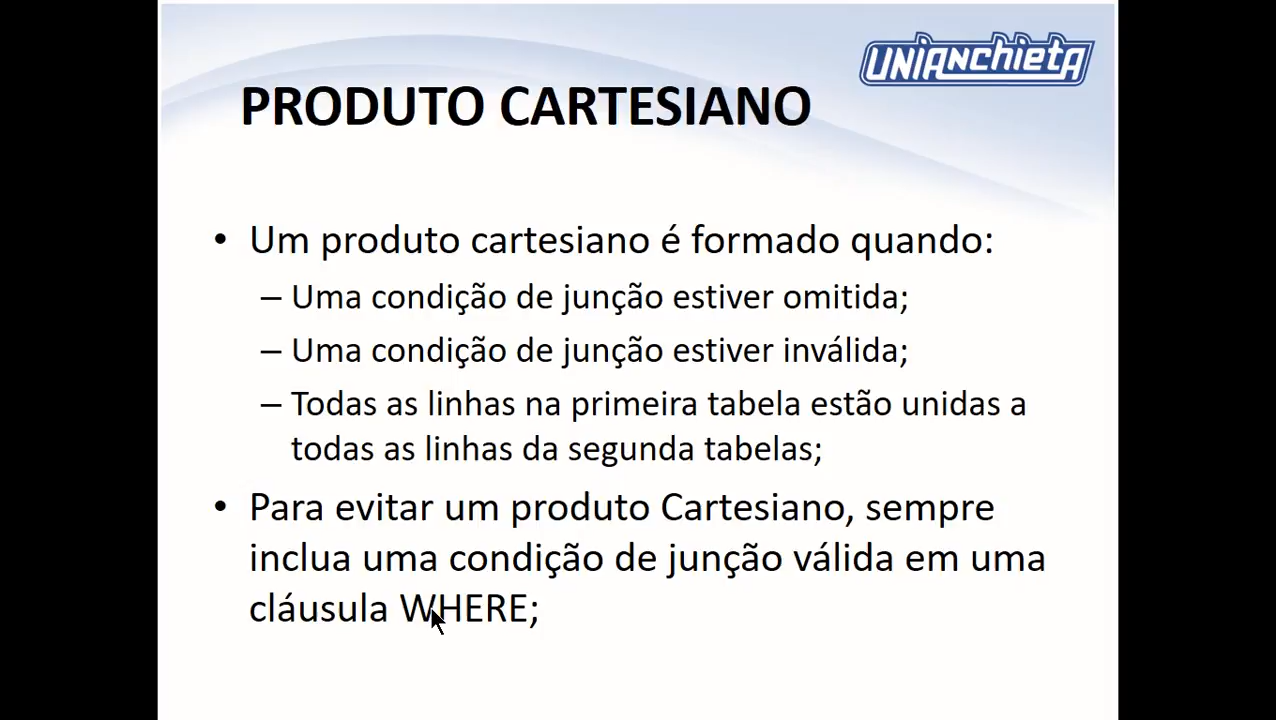 UNIANCHIETA
PRODUTO CARTESIANO
• Um produto cartesiano é formado quando:
– Uma condição de junção estiver omitida;
– Uma condição de junção estiver inválida;
– Todas as linhas na primeira tabela estão unidas a
todas as linhas da segunda tabelas;
• Para evitar um produto Cartesiano, sempre
inclua uma condição de junção válida em uma
cláusula WHERE;